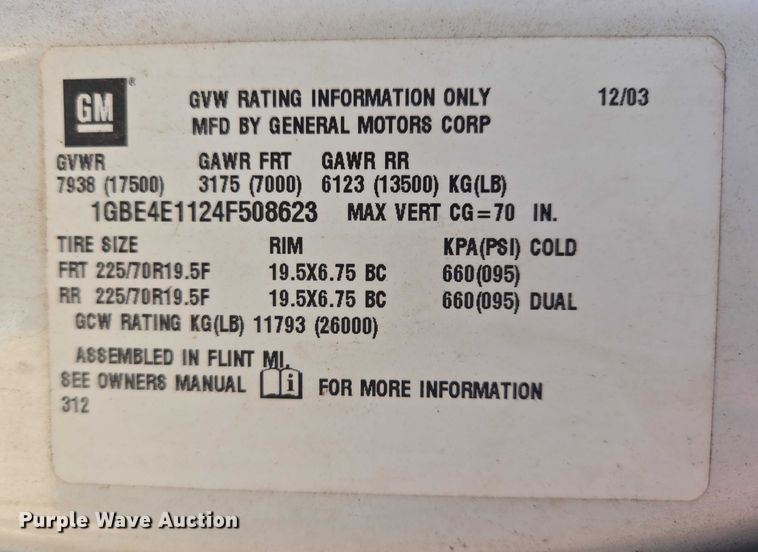 GM ®
GVW RATING INFORMATION ONLY 12/03
MFD BY GENERAL MOTORS CORP
GVWR GAWR FRT GAWR RR
7938 (17500) 3175 (7000) 6123 (13500) KG(LB)
1GBE4E1124F508623 MAX VERT CG=70 IN.
TIRE SIZE RIM KPA(PSI) COLD
FRT 225/70R19.5F 19.5X6.75 BC 660(095)
RR 225/70R19.5F 19.5X6.75 BC 660(095) DUAL
GCW RATING KG(LB) 11793 (26000)
ASSEMBLED IN FLINT MI.
SEE OWNERS MANUAL i FOR MORE INFORMATION
312
Purple Wave Auction